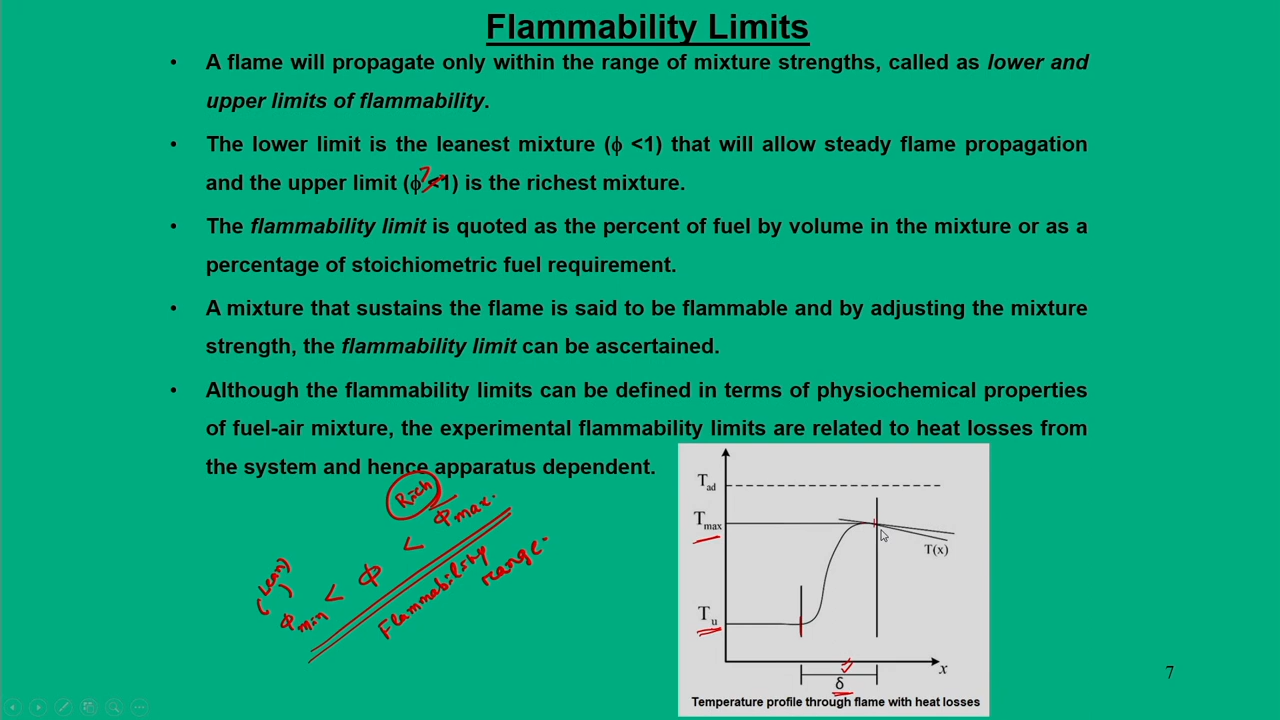 Flammability Limits
• A flame will propagate only within the range of mixture strengths, called as lower and
upper limits of flammability.
• The lower limit is the leanest mixture (ϕ <1) that will allow steady flame propagation
and the upper limit (ϕ <1) is the richest mixture.
• The flammability limit is quoted as the percent of fuel by volume in the mixture or as a
percentage of stoichiometric fuel requirement.
• A mixture that sustains the flame is said to be flammable and by adjusting the mixture
strength, the flammability limit can be ascertained.
• Although the flammability limits can be defined in terms of physiochemical properties
of fuel-air mixture, the experimental flammability limits are related to heat losses from
the system and hence apparatus dependent.
(Lean) Rich
ϕmin < ϕ < ϕmax.
Flammability range.
Tad
Tmax
T(x)
Tu
x
δ
Temperature profile through flame with heat losses
7